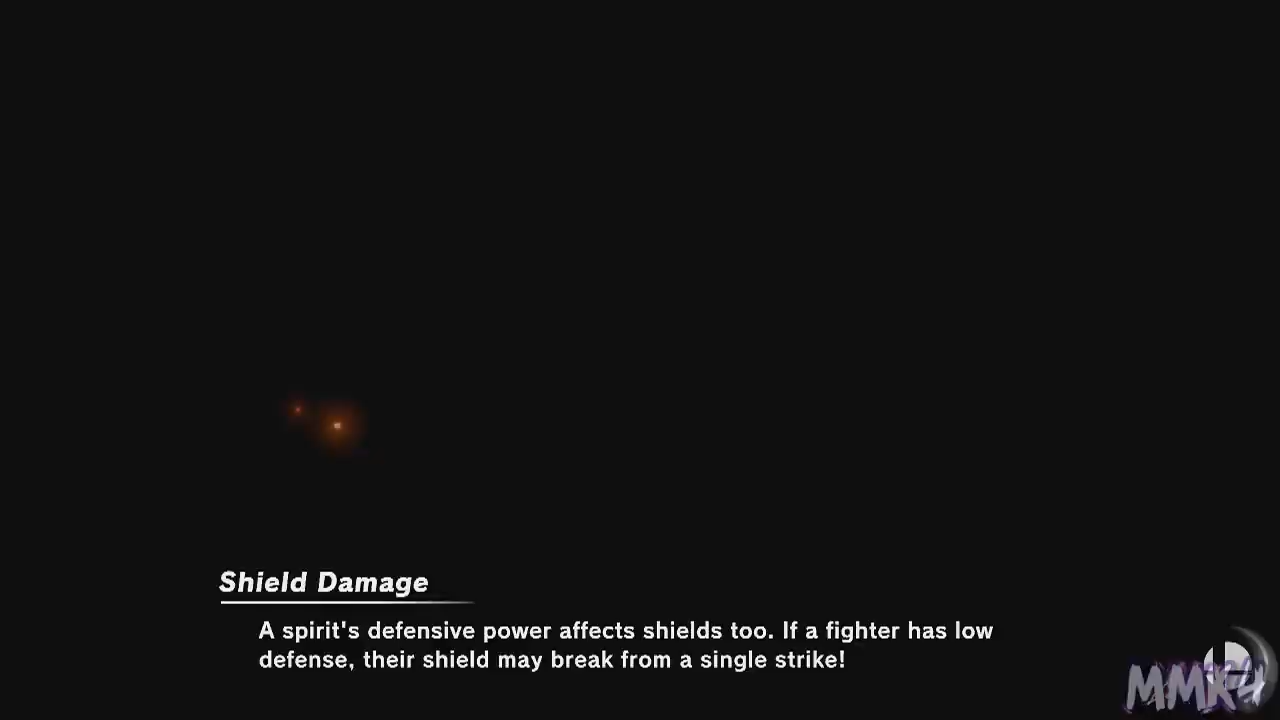 Shield Damage
A spirit's defensive power affects shields too. If a fighter has low
defense, their shield may break from a single strike!
MMK4